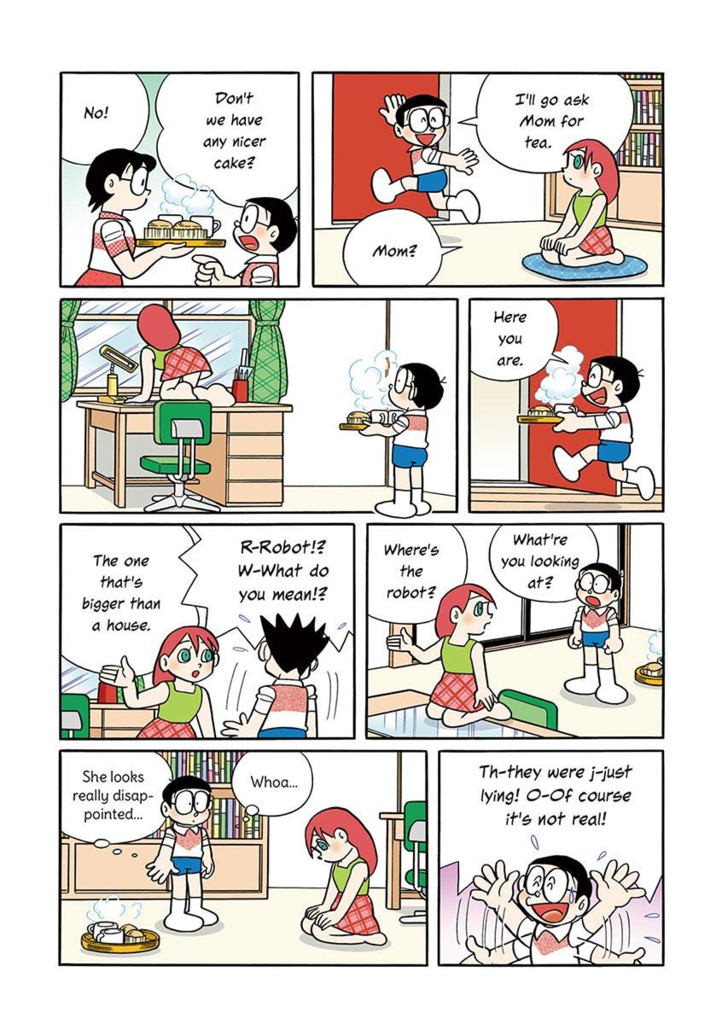 I'll go ask
Mom for
tea.
Mom?
Don't
we have
any nicer
cake?
No!
Here
you
are.
What're
you looking
at?
Where's
the
robot?
R-Robot!?
W-What do
you mean!?
The one
that's
bigger than
a house.
Th-they were j-just
lying! O-Of course
it's not real!
Whoa...
She looks
really disap-
pointed...